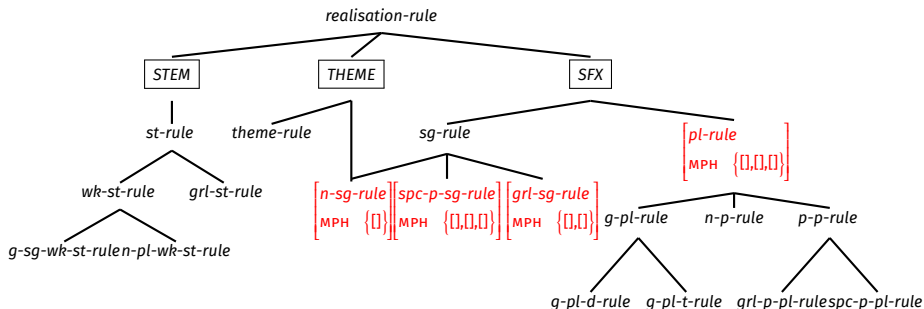 realisation-rule
STEM THEME SFX
st-rule theme-rule sg-rule pl-rule
MPH {[],[],[]}
wk-st-rule grl-st-rule n-sg-rule spc-p-sg-rule grl-sg-rule
MPH {[]} MPH {[],[],[]} MPH {[],[]}
g-pl-rule n-p-rule p-p-rule
g-sg-wk-st-rule n-pl-wk-st-rule
g-pl-d-rule g-pl-t-rule grl-p-pl-rule spc-p-pl-rule